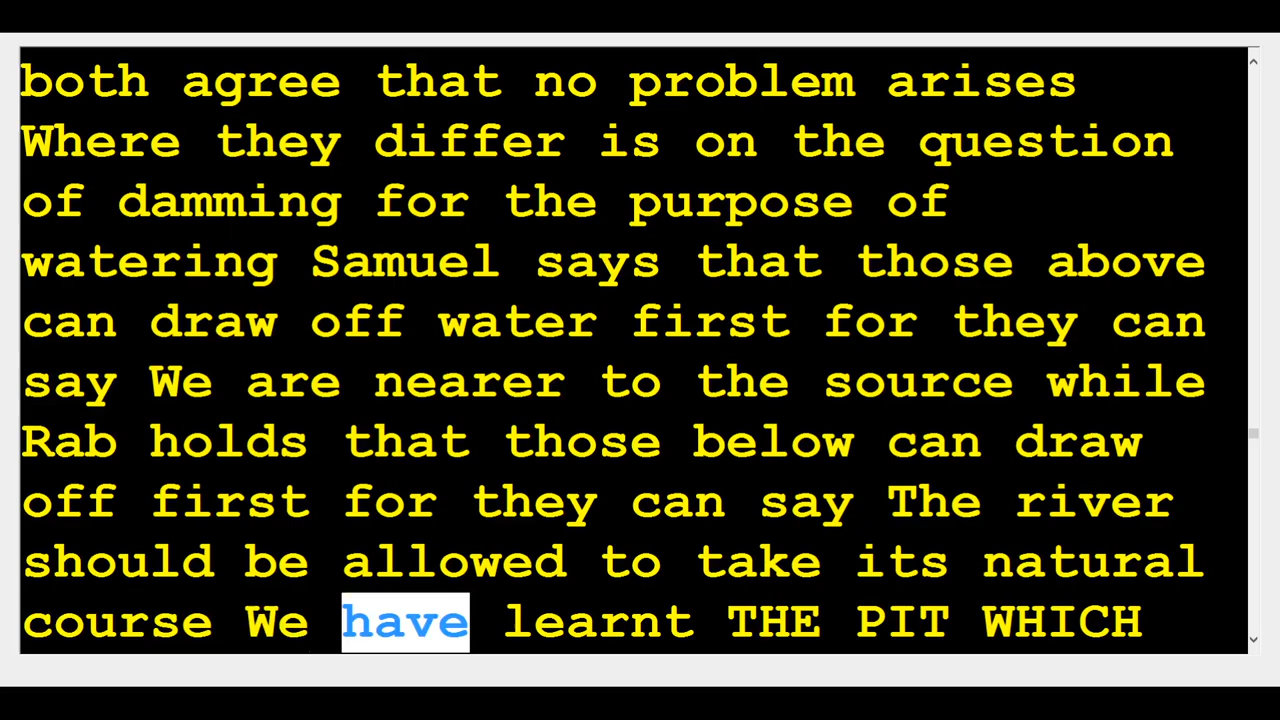 both agree that no problem arises
Where they differ is on the question
of damming for the purpose of
watering Samuel says that those above
can draw off water first for they can
say We are nearer to the source while
Rab holds that those below can draw
off first for they can say The river
should be allowed to take its natural
course We have learnt THE PIT WHICH